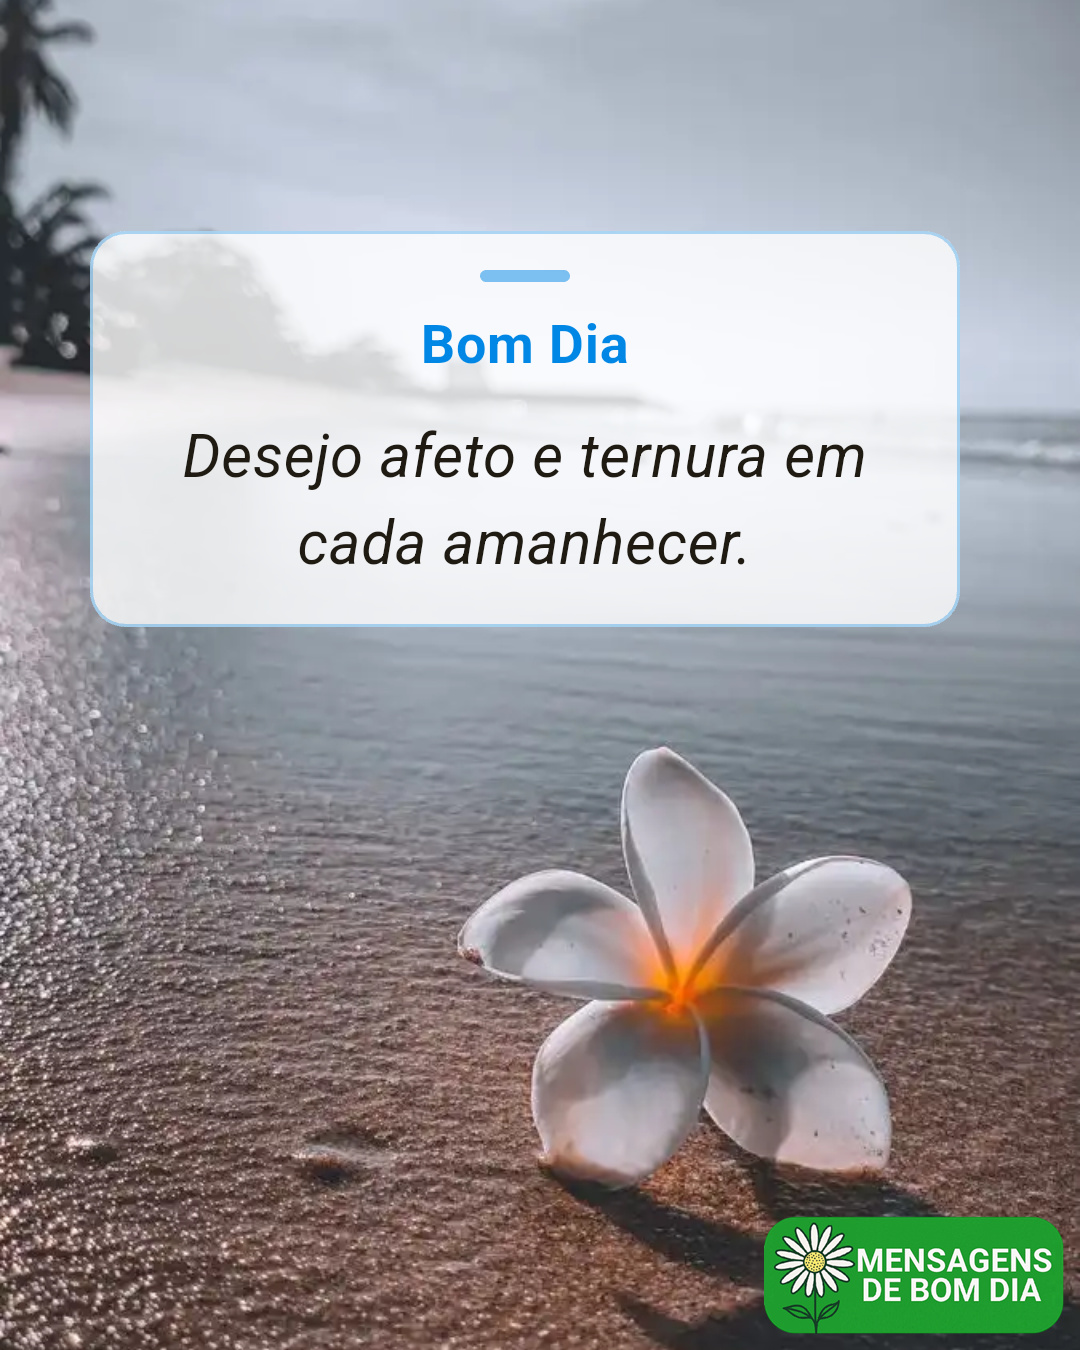 Bom Dia
Desejo afeto e ternura em
cada amanhecer.
MENSAGENS
DE BOM DIA